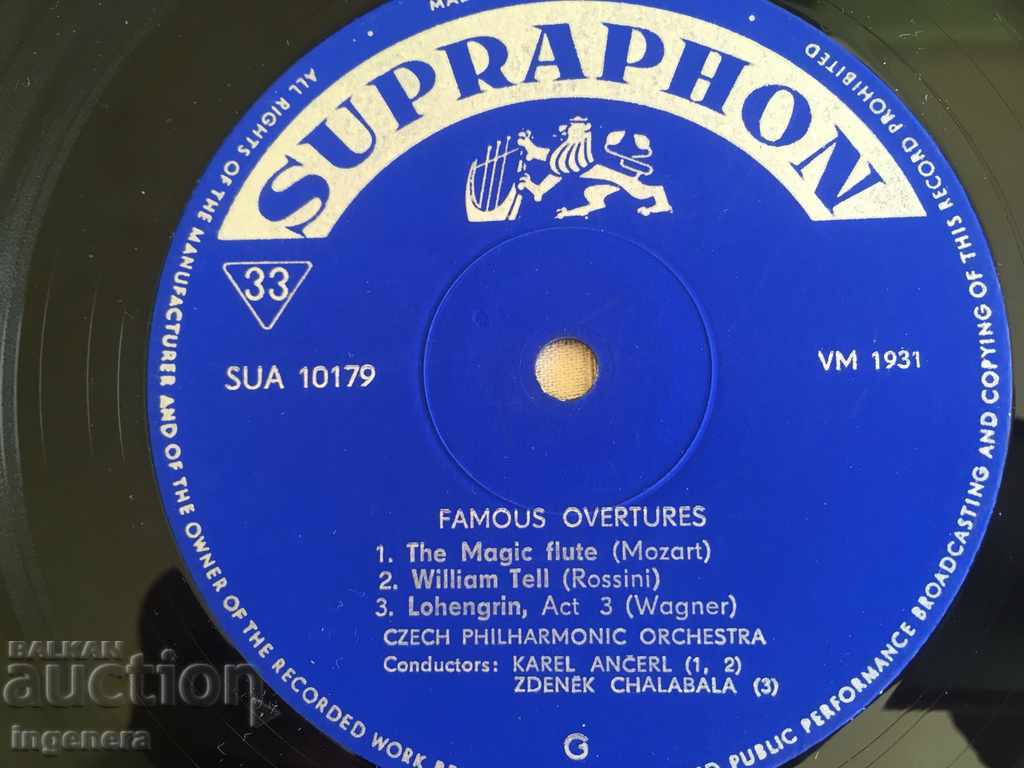 MA
SUPRAPHON
ALL RIGHTS OF THE MANUFACTURER AND OF THE OWNER OF THE RECORDED WORK RE
ED PUBLIC PERFORMANCE BROADCASTING AND COPYING OF THIS RECORD PROHIBITED
33
SUA 10179
VM 1931
FAMOUS OVERTURES
1. The Magic flute (Mozart)
2. William Tell (Rossini)
3. Lohengrin, Act 3 (Wagner)
CZECH PHILHARMONIC ORCHESTRA
Conductors: KAREL ANČERL (1, 2)
ZDENĚK CHALABALA (3)
G
BALKAN
auction
ingenera